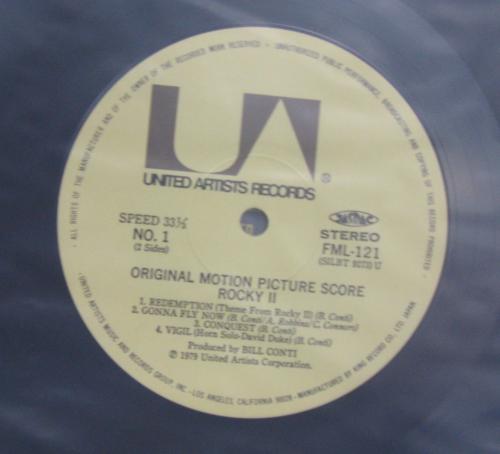 · ALL RIGHTS OF THE MANUFACTURER AND OF THE OWNER OF THE RECORDED WORK RESERVED · UNAUTHORIZED PUBLIC PERFORMANCE, BROADCASTING AND COPYING OF THIS RECORD PROHIBITED ·
UA
®
UNITED ARTISTS RECORDS
SPEED 33⅓
NO. 1
(2 Sides)
STEREO
FML-121
(SILBT 9273) U
ORIGINAL MOTION PICTURE SCORE
ROCKY II
1. REDEMPTION (Theme From Rocky II) (B. Conti)
2. GONNA FLY NOW (B. Conti/A. Robbins/C. Connors)
3. CONQUEST (B. Conti)
4. VIGIL (Horn Solo-David Duke) (B. Conti)
Produced by BILL CONTI
Ⓟ 1979 United Artists Corporation.
UNITED ARTISTS MUSIC AND RECORDS GROUP, INC. · LOS ANGELES, CALIFORNIA 90028 · MANUFACTURED BY KING RECORD CO., LTD., JAPAN